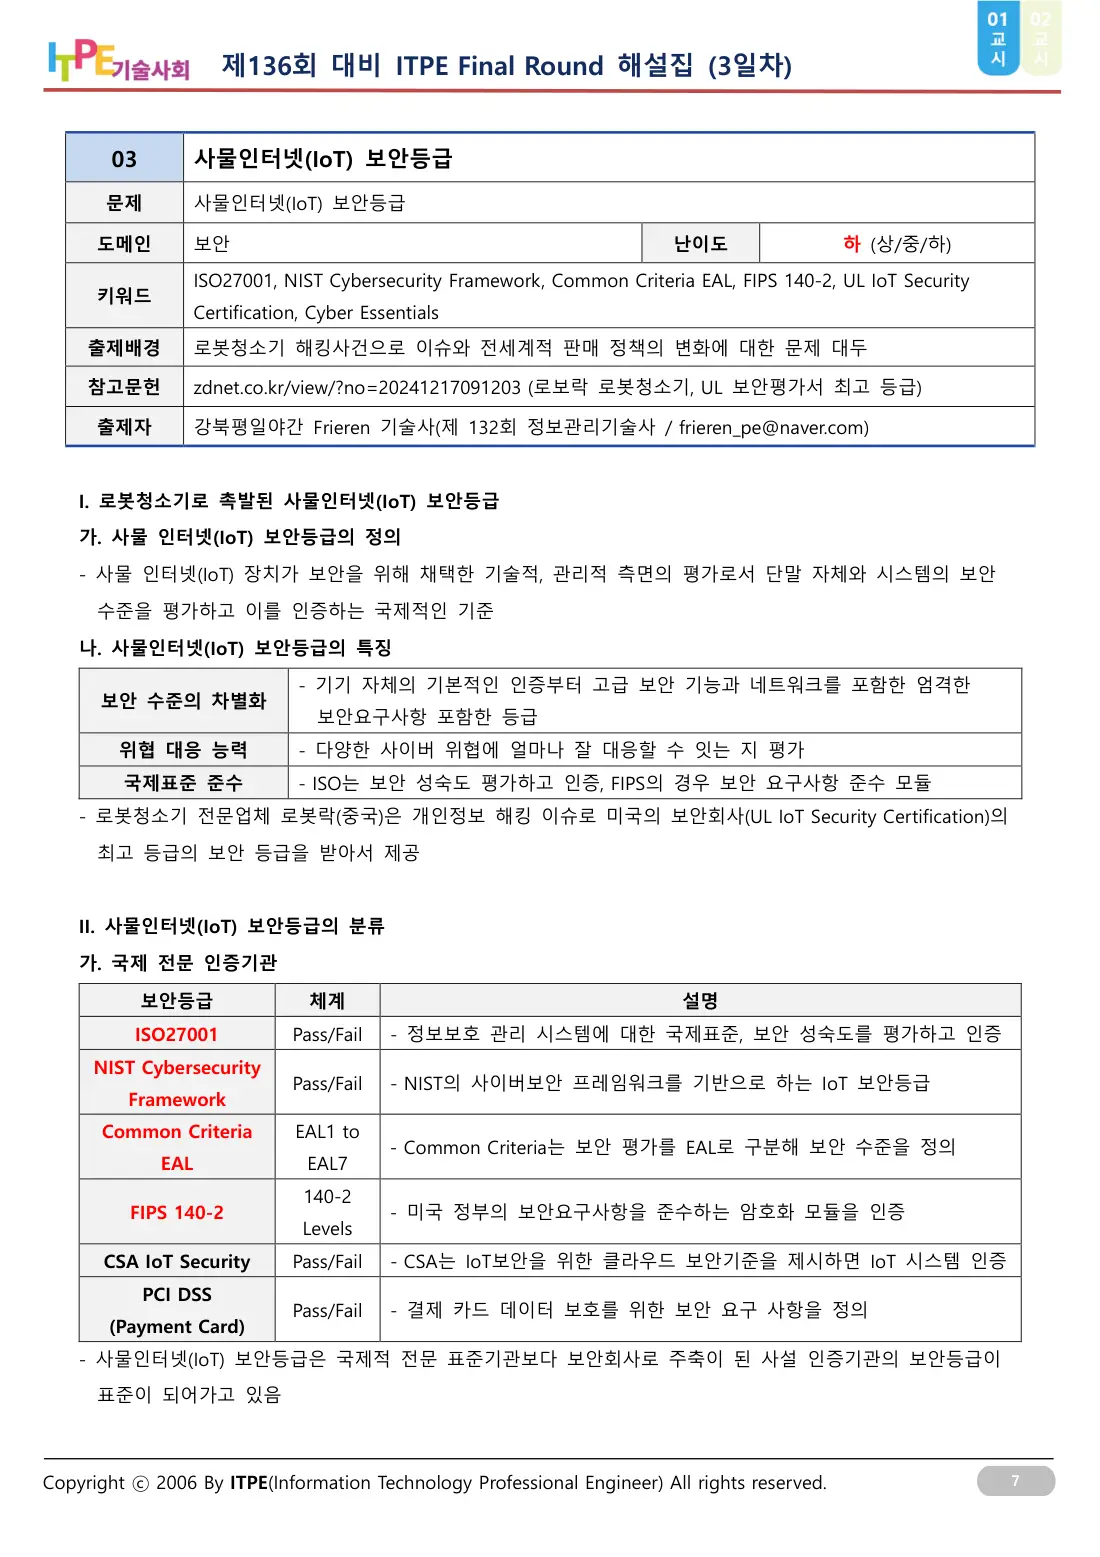 ITPE기술사회 제136회 대비 ITPE Final Round 해설집 (3일차)
01 교 시
02 교 시
03 사물인터넷(IoT) 보안등급
문제 사물인터넷(IoT) 보안등급
도메인 보안 난이도 하 (상/중/하)
키워드 ISO27001, NIST Cybersecurity Framework, Common Criteria EAL, FIPS 140-2, UL IoT Security
Certification, Cyber Essentials
출제배경 로봇청소기 해킹사건으로 이슈와 전세계적 판매 정책의 변화에 대한 문제 대두
참고문헌 zdnet.co.kr/view/?no=20241217091203 (로보락 로봇청소기, UL 보안평가서 최고 등급)
출제자 강북평일야간 Frieren 기술사(제 132회 정보관리기술사 / frieren_pe@naver.com)
I. 로봇청소기로 촉발된 사물인터넷(IoT) 보안등급
가. 사물 인터넷(IoT) 보안등급의 정의
- 사물 인터넷(IoT) 장치가 보안을 위해 채택한 기술적, 관리적 측면의 평가로서 단말 자체와 시스템의 보안
수준을 평가하고 이를 인증하는 국제적인 기준
나. 사물인터넷(IoT) 보안등급의 특징
보안 수준의 차별화 - 기기 자체의 기본적인 인증부터 고급 보안 기능과 네트워크를 포함한 엄격한
보안요구사항 포함한 등급
위협 대응 능력 - 다양한 사이버 위협에 얼마나 잘 대응할 수 잇는 지 평가
국제표준 준수 - ISO는 보안 성숙도 평가하고 인증, FIPS의 경우 보안 요구사항 준수 모듈
- 로봇청소기 전문업체 로봇락(중국)은 개인정보 해킹 이슈로 미국의 보안회사(UL IoT Security Certification)의
최고 등급의 보안 등급을 받아서 제공
II. 사물인터넷(IoT) 보안등급의 분류
가. 국제 전문 인증기관
보안등급 체계 설명
ISO27001 Pass/Fail - 정보보호 관리 시스템에 대한 국제표준, 보안 성숙도를 평가하고 인증
NIST Cybersecurity
Framework Pass/Fail - NIST의 사이버보안 프레임워크를 기반으로 하는 IoT 보안등급
Common Criteria
EAL EAL1 to
EAL7 - Common Criteria는 보안 평가를 EAL로 구분해 보안 수준을 정의
FIPS 140-2 140-2
Levels - 미국 정부의 보안요구사항을 준수하는 암호화 모듈을 인증
CSA IoT Security Pass/Fail - CSA는 IoT보안을 위한 클라우드 보안기준을 제시하면 IoT 시스템 인증
PCI DSS
(Payment Card) Pass/Fail - 결제 카드 데이터 보호를 위한 보안 요구 사항을 정의
- 사물인터넷(IoT) 보안등급은 국제적 전문 표준기관보다 보안회사로 주축이 된 사설 인증기관의 보안등급이
표준이 되어가고 있음
Copyright ⓒ 2006 By ITPE(Information Technology Professional Engineer) All rights reserved.
7